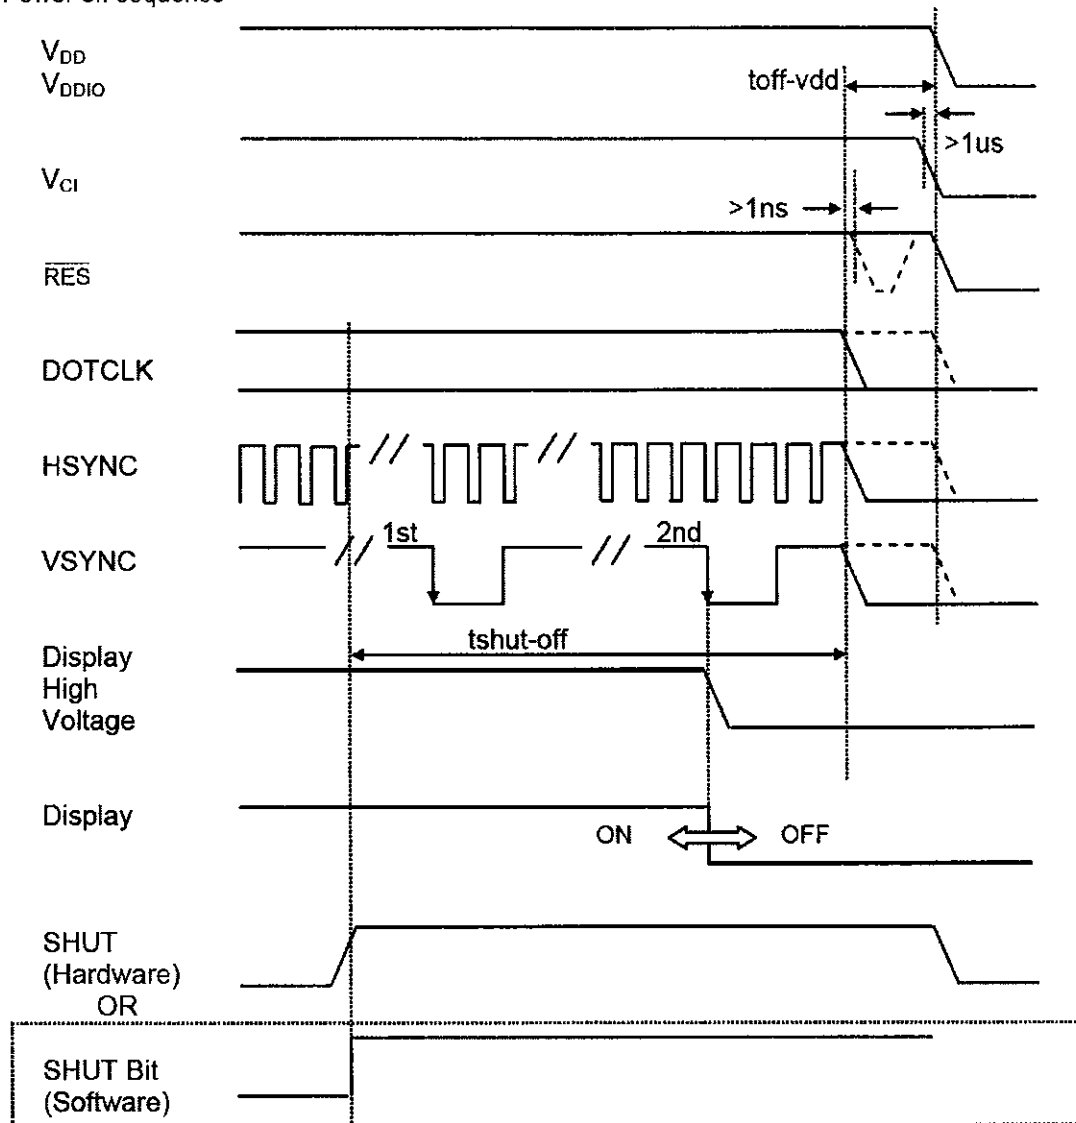 Power off sequence
VDD
VDDIO
toff-vdd
>1us
VCI
>1ns
RES
DOTCLK
HSYNC
1st
2nd
VSYNC
tshut-off
Display
High
Voltage
Display
ON
OFF
SHUT
(Hardware)
OR
SHUT Bit
(Software)